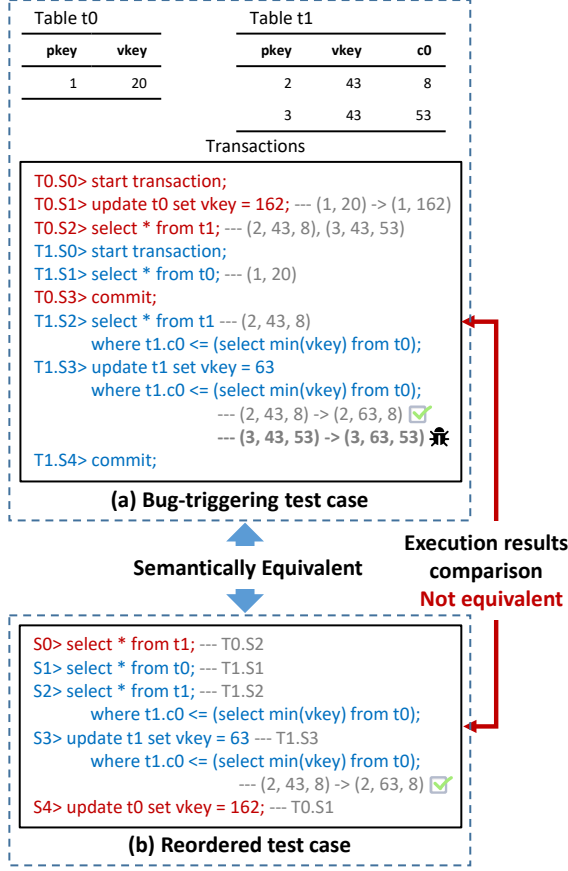 Table t0 Table t1
pkey vkey pkey vkey c0
1 20 2 43 8
3 43 53
Transactions
T0.S0> start transaction;
T0.S1> update t0 set vkey = 162; --- (1, 20) -> (1, 162)
T0.S2> select * from t1; --- (2, 43, 8), (3, 43, 53)
T1.S0> start transaction;
T1.S1> select * from t0; --- (1, 20)
T0.S3> commit;
T1.S2> select * from t1 --- (2, 43, 8)
where t1.c0 <= (select min(vkey) from t0);
T1.S3> update t1 set vkey = 63
where t1.c0 <= (select min(vkey) from t0);
--- (2, 43, 8) -> (2, 63, 8)
--- (3, 43, 53) -> (3, 63, 53)
T1.S4> commit;
(a) Bug-triggering test case
Semantically Equivalent
Execution results
comparison
Not equivalent
S0> select * from t1; --- T0.S2
S1> select * from t0; --- T1.S1
S2> select * from t1; --- T1.S2
where t1.c0 <= (select min(vkey) from t0);
S3> update t1 set vkey = 63 --- T1.S3
where t1.c0 <= (select min(vkey) from t0);
--- (2, 43, 8) -> (2, 63, 8)
S4> update t0 set vkey = 162; --- T0.S1
(b) Reordered test case